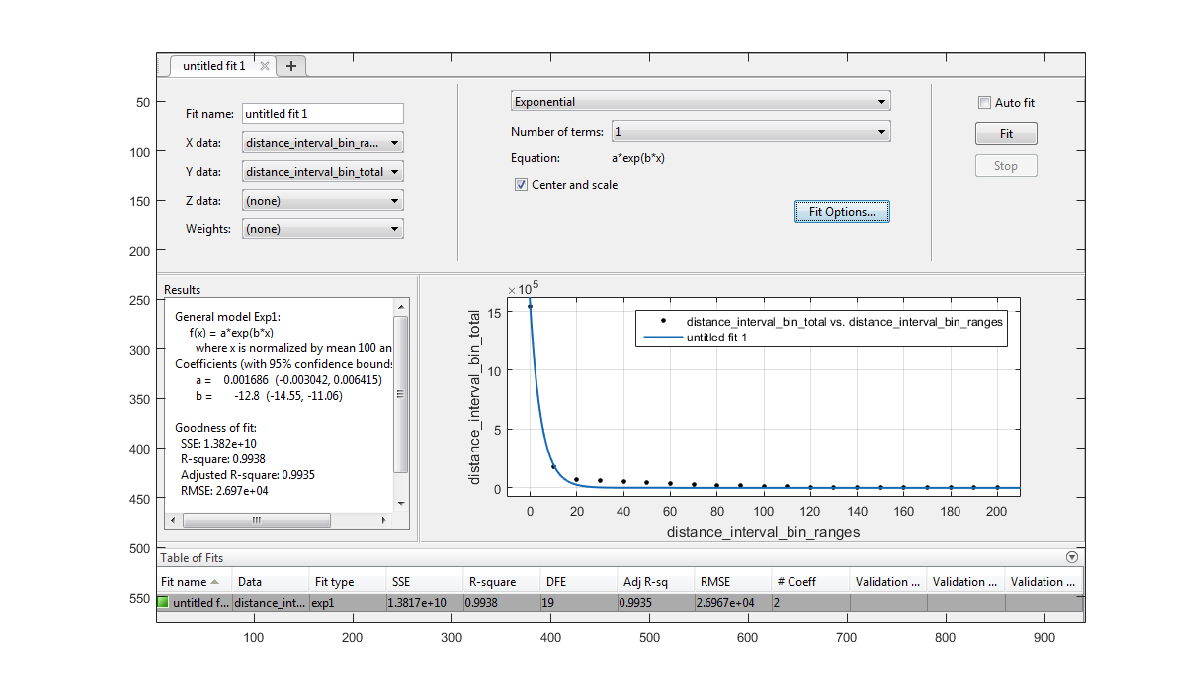 untitled fit 1
50
Fit name: untitled fit 1
Exponential
Auto fit
Number of terms: 1
Fit
X data: distance_interval_bin_ra...
100
Equation: a*exp(b*x)
Stop
Y data: distance_interval_bin_total
Center and scale
150
Z data: (none)
Fit Options...
Weights: (none)
200
250
Results
General model Exp1:
f(x) = a*exp(b*x)
where x is normalized by mean 100 an
Coefficients (with 95% confidence bounds
a = 0.001686 (-0.003042, 0.006415)
b = -12.8 (-14.55, -11.06)
Goodness of fit:
SSE: 1.382e+10
R-square: 0.9938
Adjusted R-square: 0.9935
RMSE: 2.697e+04
300
350
400
450
500
550
× 10^5
distance_interval_bin_total
15
10
5
0
distance_interval_bin_total vs. distance_interval_bin_ranges
untitled fit 1
0 20 40 60 80 100 120 140 160 180 200
distance_interval_bin_ranges
Table of Fits
Fit name Data Fit type SSE R-square DFE Adj R-sq RMSE # Coeff Validation ... Validation ... Validation ...
untitled f... distance_int... exp1 1.3817e+10 0.9938 19 0.9935 2.6967e+04 2
100 200 300 400 500 600 700 800 900